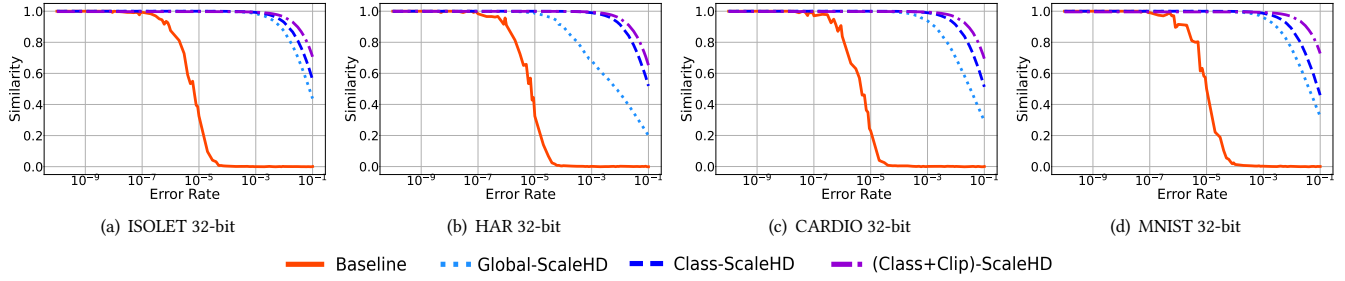 1.0
0.8
0.6
0.4
0.2
0.0
Similarity
10⁻⁹ 10⁻⁷ 10⁻⁵ 10⁻³ 10⁻¹
Error Rate
(a) ISOLET 32-bit
1.0
0.8
0.6
0.4
0.2
0.0
Similarity
10⁻⁹ 10⁻⁷ 10⁻⁵ 10⁻³ 10⁻¹
Error Rate
(b) HAR 32-bit
1.0
0.8
0.6
0.4
0.2
0.0
Similarity
10⁻⁹ 10⁻⁷ 10⁻⁵ 10⁻³ 10⁻¹
Error Rate
(c) CARDIO 32-bit
1.0
0.8
0.6
0.4
0.2
0.0
Similarity
10⁻⁹ 10⁻⁷ 10⁻⁵ 10⁻³ 10⁻¹
Error Rate
(d) MNIST 32-bit
Baseline Global-ScaleHD Class-ScaleHD (Class+Clip)-ScaleHD